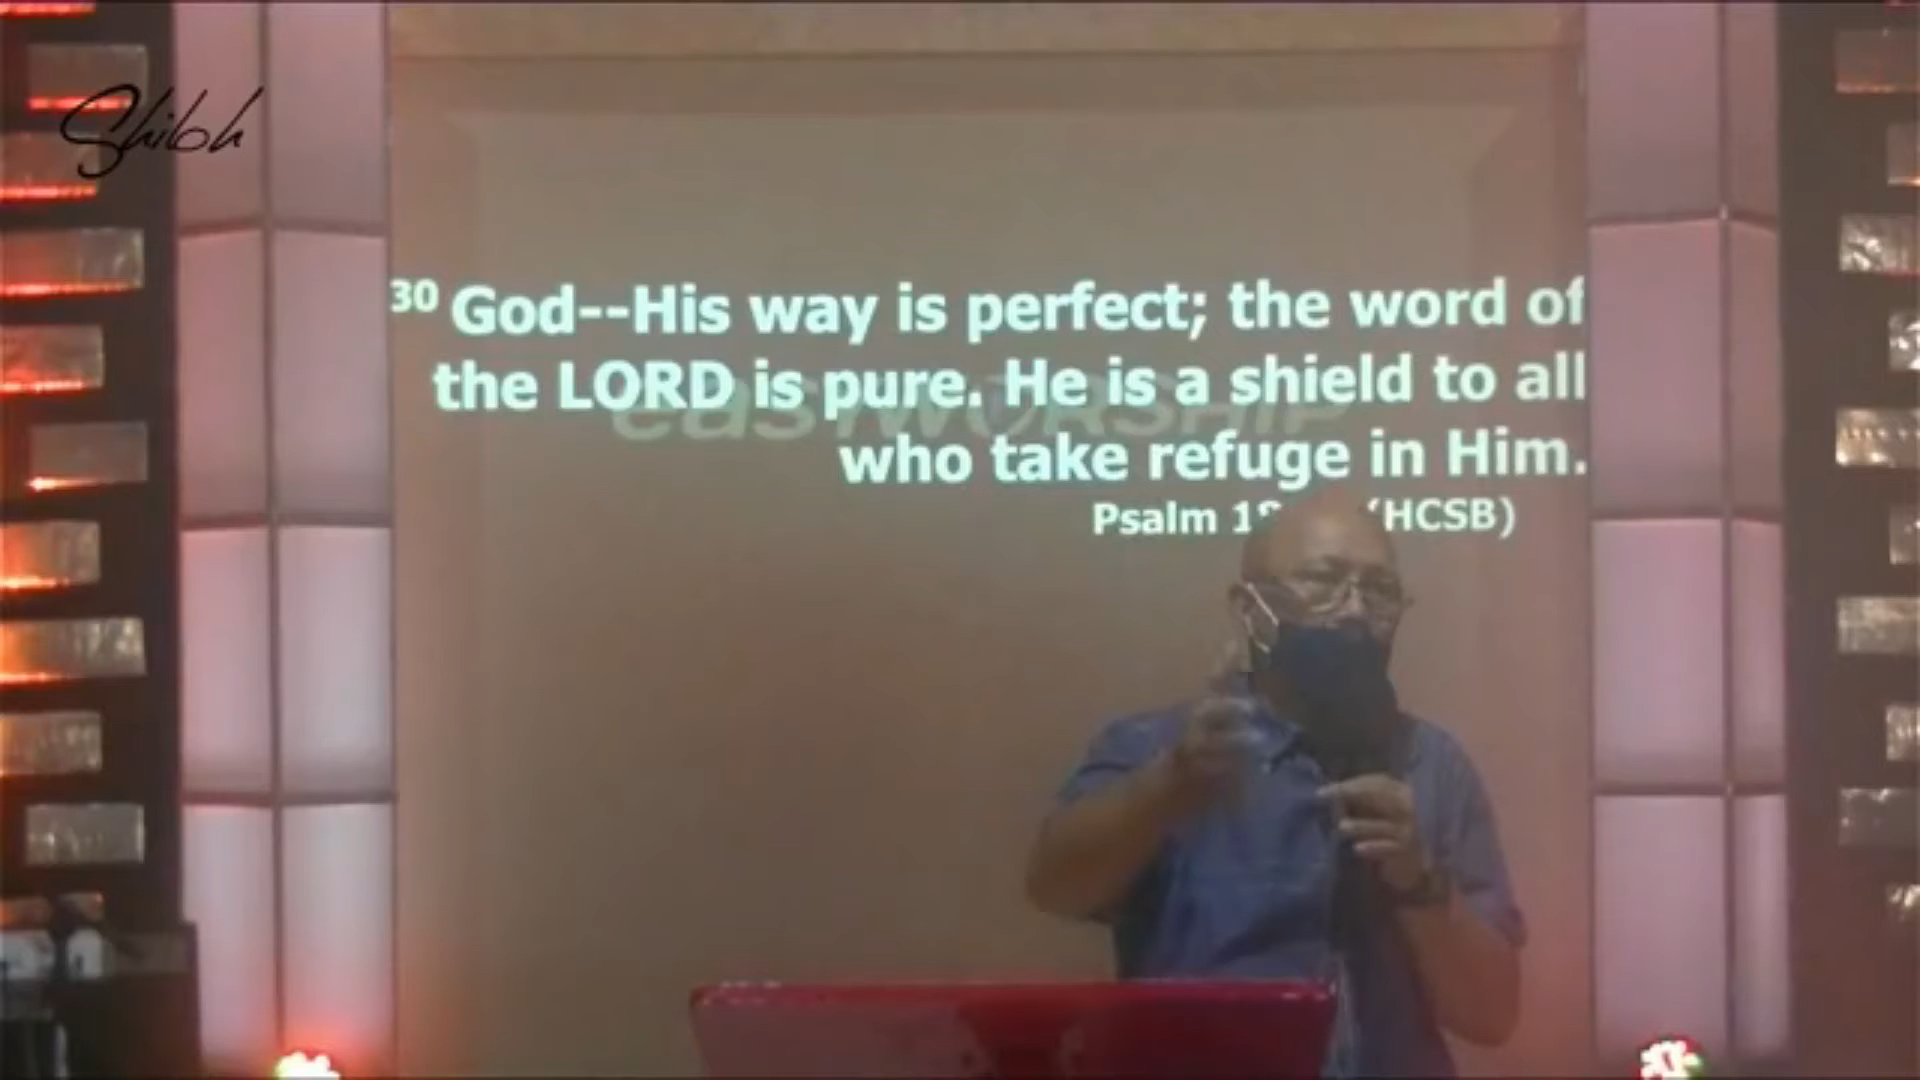 Shiloh
30 God--His way is perfect; the word of
the LORD is pure. He is a shield to all
who take refuge in Him.
Psalm (HCSB)